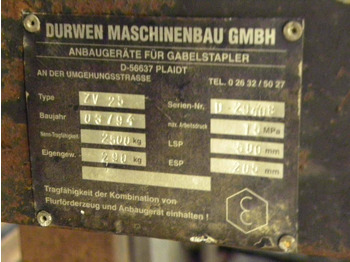 DURWEN MASCHINENBAU GMBH
ANBAUGERÄTE FÜR GABELSTAPLER
D-56637 PLAIDT
AN DER UMGEHUNGSSTRASSE TEL. 0 26 32 / 50 27
Type ZV 25 Serien-Nr.
Baujahr 03/94 max. Arbeitsdruck MPa
Nenn-Tragfähigkeit 2500 kg LSP mm
Eigengew. kg ESP mm
Tragfähigkeit der Kombination von
Flurförderzeug und Anbaugerät einhalten !